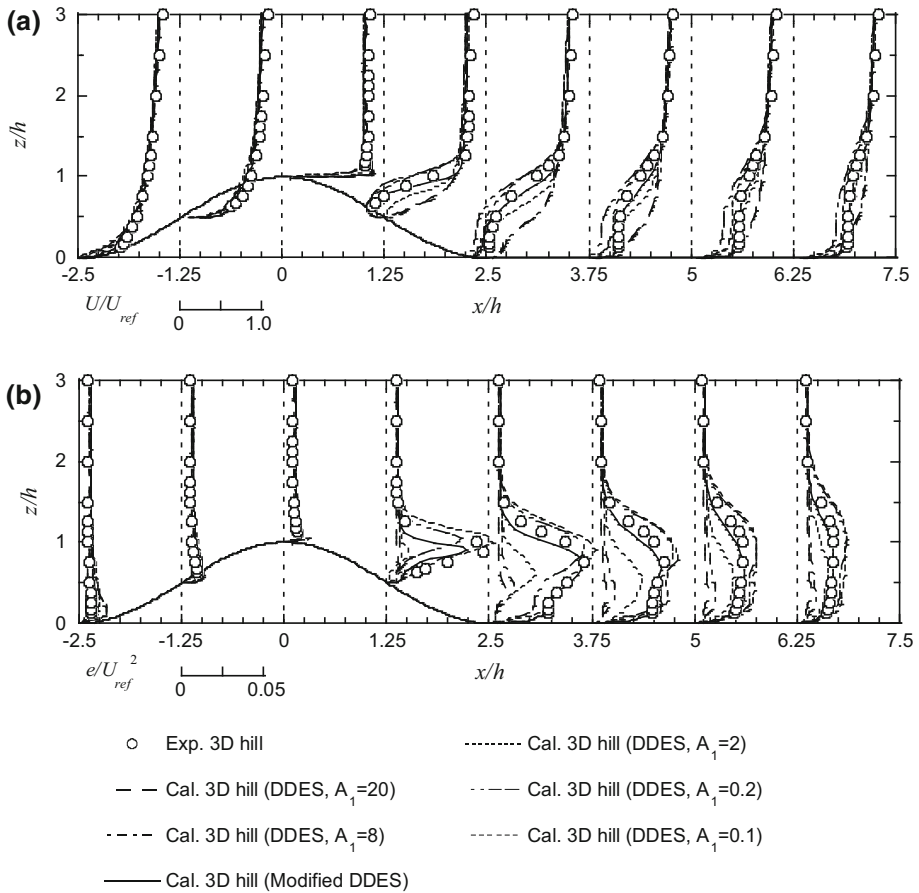 (a)
3
2
1
0
z/h
-2.5 -1.25 0 1.25 2.5 3.75 5 6.25 7.5
U/U_ref
0 1.0
x/h
(b)
3
2
1
0
z/h
-2.5 -1.25 0 1.25 2.5 3.75 5 6.25 7.5
e/U_ref^2
0 0.05
x/h
Exp. 3D hill
Cal. 3D hill (DDES, A_1=2)
Cal. 3D hill (DDES, A_1=20)
Cal. 3D hill (DDES, A_1=0.2)
Cal. 3D hill (DDES, A_1=8)
Cal. 3D hill (DDES, A_1=0.1)
Cal. 3D hill (Modified DDES)